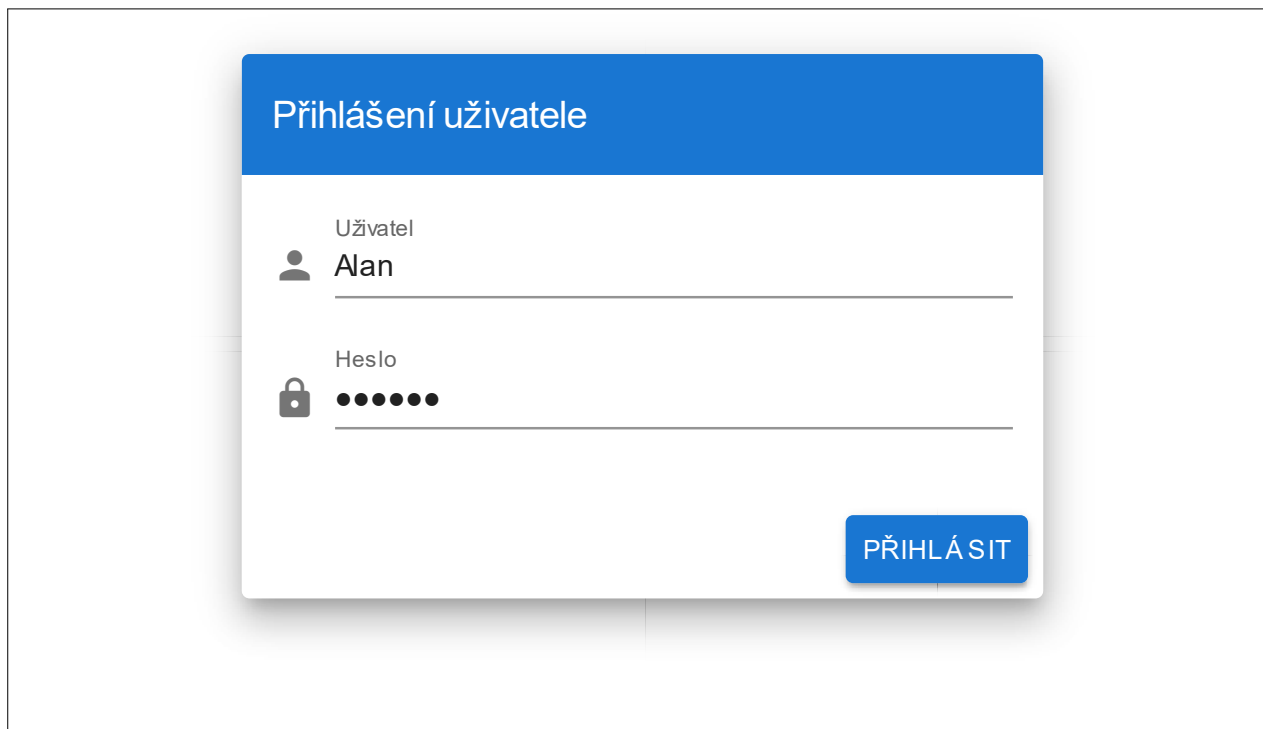 Přihlášení uživatele
Uživatel
Alan
Heslo
••••••
PŘIHLÁSIT